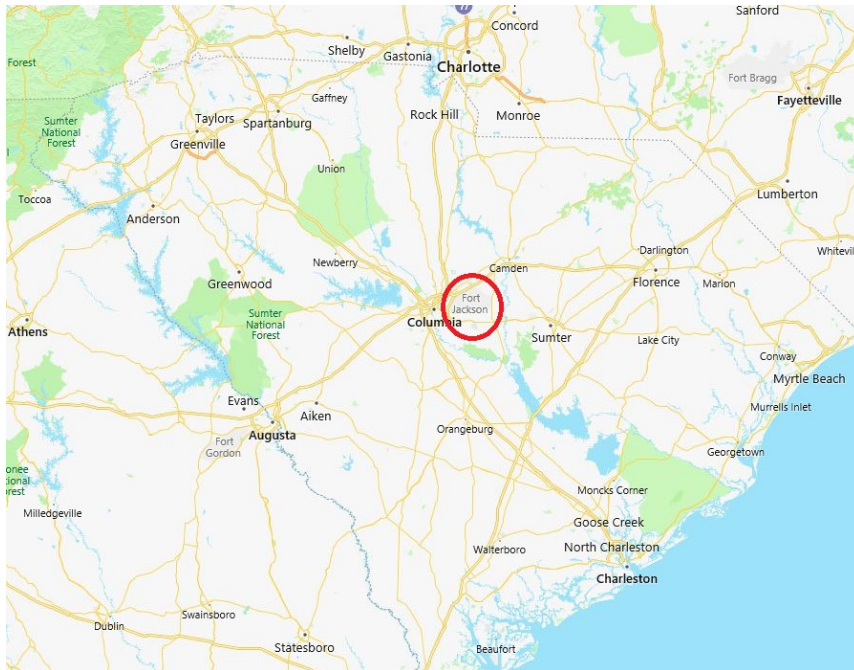 77
Sanford
Concord
Shelby
Gastonia
Charlotte
Forest
Fort Bragg
Fayetteville
Gaffney
Taylors
Spartanburg
Rock Hill
Monroe
Sumter
National
Forest
Greenville
Union
Toccoa
Lumberton
Anderson
Darlington
Whitevil
Newberry
Camden
Greenwood
Florence
Marion
Fort
Jackson
Sumter
National
Forest
Columbia
Athens
Sumter
Lake City
Conway
Myrtle Beach
Evans
Aiken
Murrells Inlet
Augusta
Orangeburg
Fort
Gordon
Georgetown
onee
ional
orest
Moncks Corner
Milledgeville
Goose Creek
Walterboro
North Charleston
Charleston
Swainsboro
Dublin
Statesboro
Beaufort